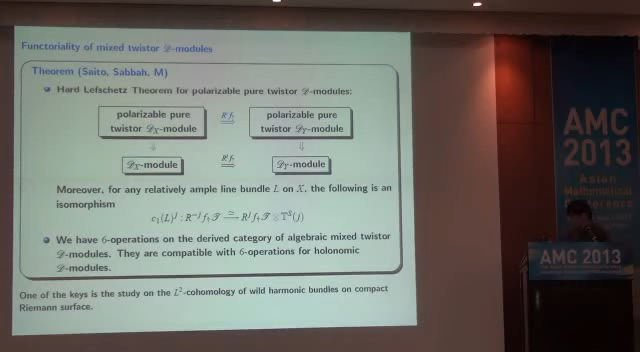 Functoriality of mixed twistor 𝒟-modules
Theorem (Saito, Sabbah, M)
Hard Lefschetz Theorem for polarizable pure twistor 𝒟-modules:
polarizable pure
twistor 𝒟_X-module
R^i f_†
⟹
polarizable pure
twistor 𝒟_Y-module
⇓
⇓
𝒟_X-module
R^i f_†
⟹
𝒟_Y-module
Moreover, for any relatively ample line bundle L on X, the following is an
isomorphism
c_1(L)^j : R^{-j} f_† 𝒯 ≃⟶ R^j f_† 𝒯 ⊗ 𝕋^S(j)
We have 6-operations on the derived category of algebraic mixed twistor
𝒟-modules. They are compatible with 6-operations for holonomic
𝒟-modules.
One of the keys is the study on the L²-cohomology of wild harmonic bundles on compact
Riemann surface.
AMC
2013
Asian
Mathematical
Conference
AMC 2013